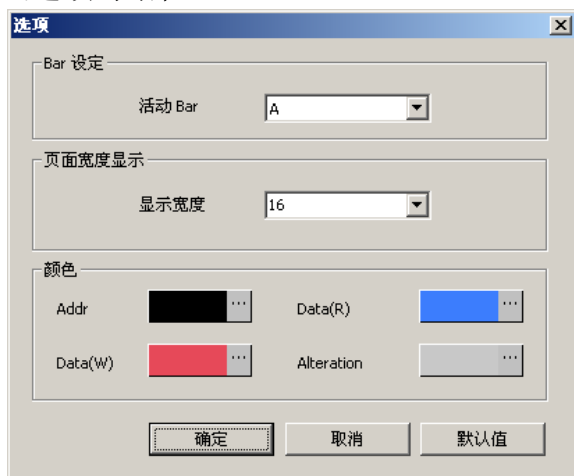 选项
Bar 设定
活动 Bar
A
页面宽度显示
显示宽度
16
颜色
Addr
...
Data(R)
...
Data(W)
...
Alteration
...
确定
取消
默认值